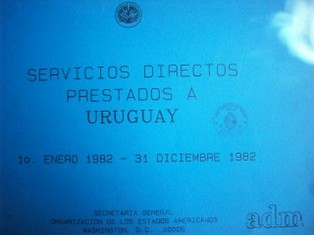 SERVICIOS DIRECTOS
PRESTADOS A
URUGUAY
1o. ENERO 1982 - 31 DICIEMBRE 1982
SECRETARIA GENERAL
ORGANIZACION DE LOS ESTADOS AMERICANOS
WASHINGTON, D.C. 20006
adm